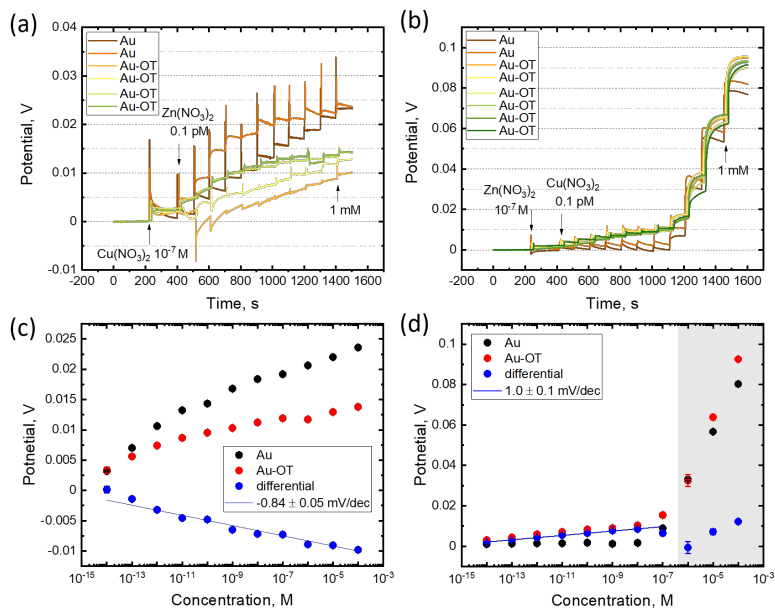 (a)
Au
Au
Au-OT
Au-OT
Au-OT
Au-OT
Zn(NO3)2
0.1 pM
1 mM
Cu(NO3)2 10-7 M
0.04
0.03
0.02
0.01
0
-0.01
-200 0 200 400 600 800 1000 1200 1400 1600
Potential, V
Time, s
(b)
Au
Au
Au-OT
Au-OT
Au-OT
Au-OT
Au-OT
Au-OT
Zn(NO3)2
10-7 M
Cu(NO3)2
0.1 pM
1 mM
0.1
0.08
0.06
0.04
0.02
0
-200 0 200 400 600 800 1000 1200 1400 1600
Potential, V
Time, s
(c)
0.025
0.02
0.015
0.01
0.005
0
-0.005
-0.01
Au
Au-OT
differential
-0.84 ± 0.05 mV/dec
10-15 10-13 10-11 10-9 10-7 10-5 10-3
Potnetial, V
Concentration, M
(d)
Au
Au-OT
differential
1.0 ± 0.1 mV/dec
0.1
0.08
0.06
0.04
0.02
0
10-15 10-13 10-11 10-9 10-7 10-5 10-3
Potnetial, V
Concentration, M